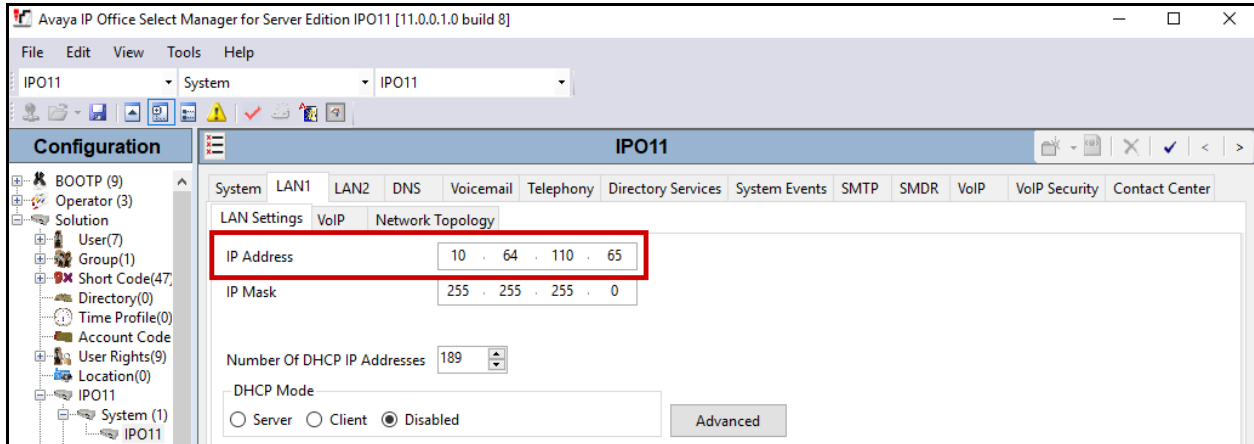 Avaya IP Office Select Manager for Server Edition IPO11 [11.0.0.1.0 build 8]
File Edit View Tools Help
IPO11 System IPO11
Configuration IPO11
BOOTP (9)
Operator (3)
Solution
User(7)
Group(1)
Short Code(47)
Directory(0)
Time Profile(0)
Account Code
User Rights(9)
Location(0)
IPO11
System (1)
IPO11
System LAN1 LAN2 DNS Voicemail Telephony Directory Services System Events SMTP SMDR VoIP VoIP Security Contact Center
LAN Settings VoIP Network Topology
IP Address 10 . 64 . 110 . 65
IP Mask 255 . 255 . 255 . 0
Number Of DHCP IP Addresses 189
DHCP Mode
Server Client Disabled Advanced